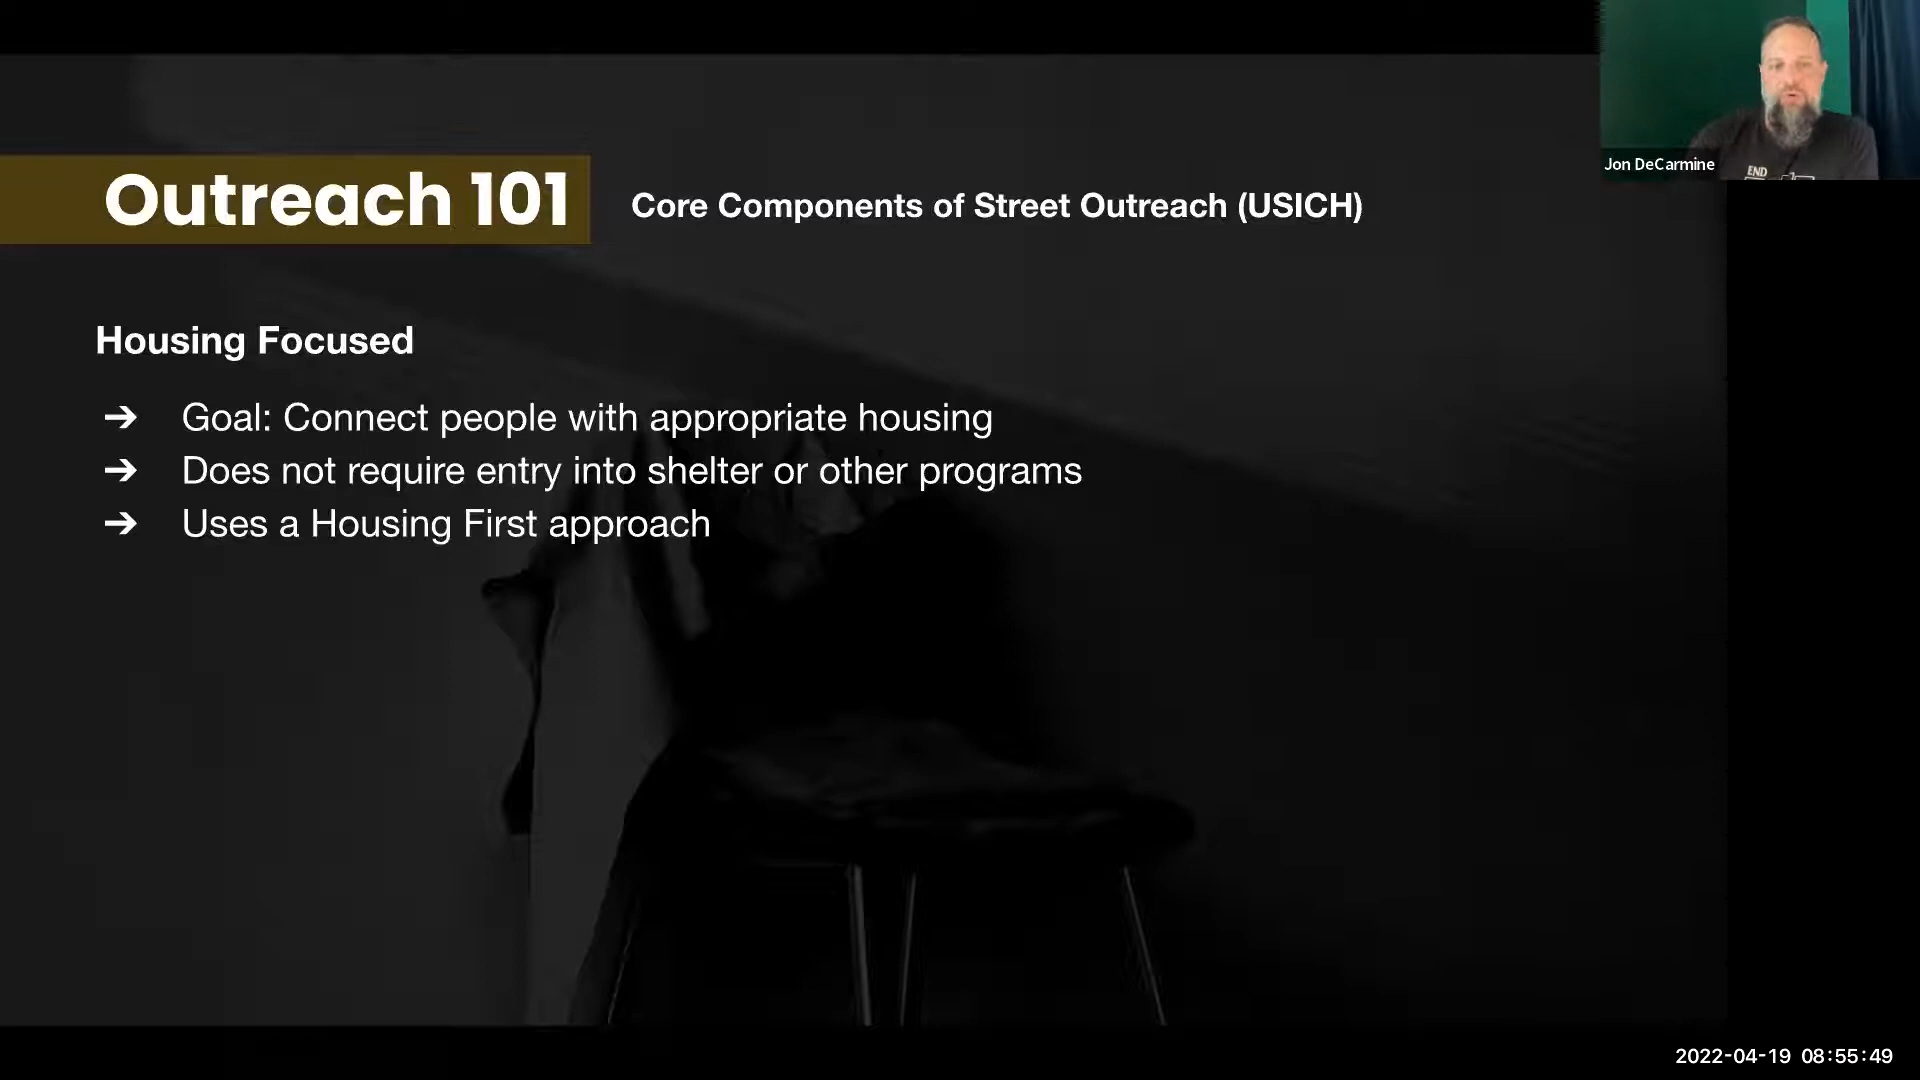 Outreach 101
Core Components of Street Outreach (USICH)
Jon DeCarmine
END
Housing Focused
➔ Goal: Connect people with appropriate housing
➔ Does not require entry into shelter or other programs
➔ Uses a Housing First approach
2022-04-19 08:55:49